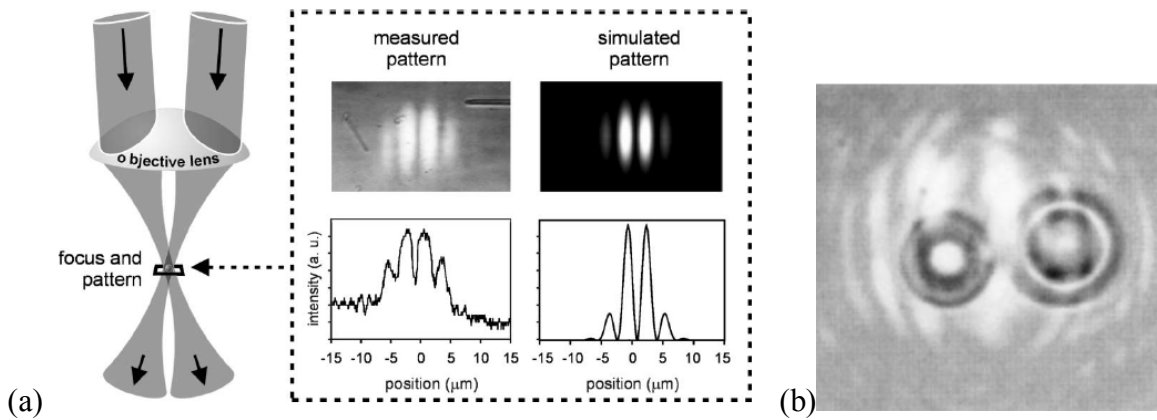 measured
pattern
simulated
pattern
objective lens
focus and
pattern
intensity (a. u.)
-15 -10 -5 0 5 10 15
-15 -10 -5 0 5 10 15
position (μm)
position (μm)
(a)
(b)